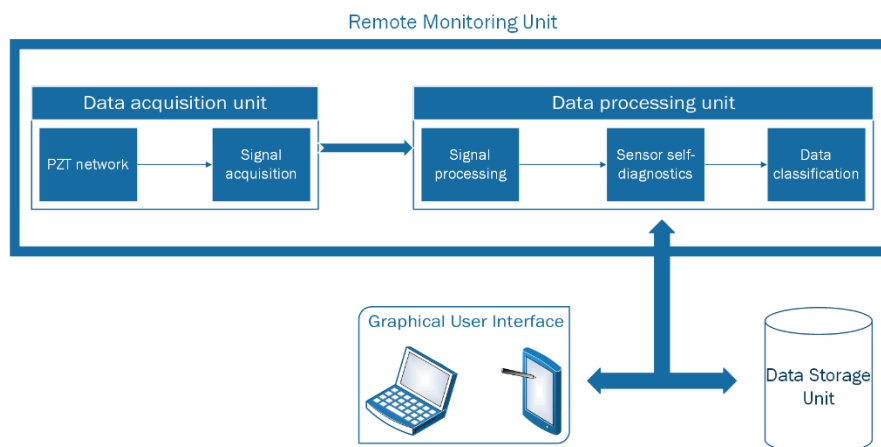 Remote Monitoring Unit
Data acquisition unit
Data processing unit
PZT network
Signal
acquisition
Signal
processing
Sensor self-
diagnostics
Data
classification
Graphical User Interface
Data Storage
Unit